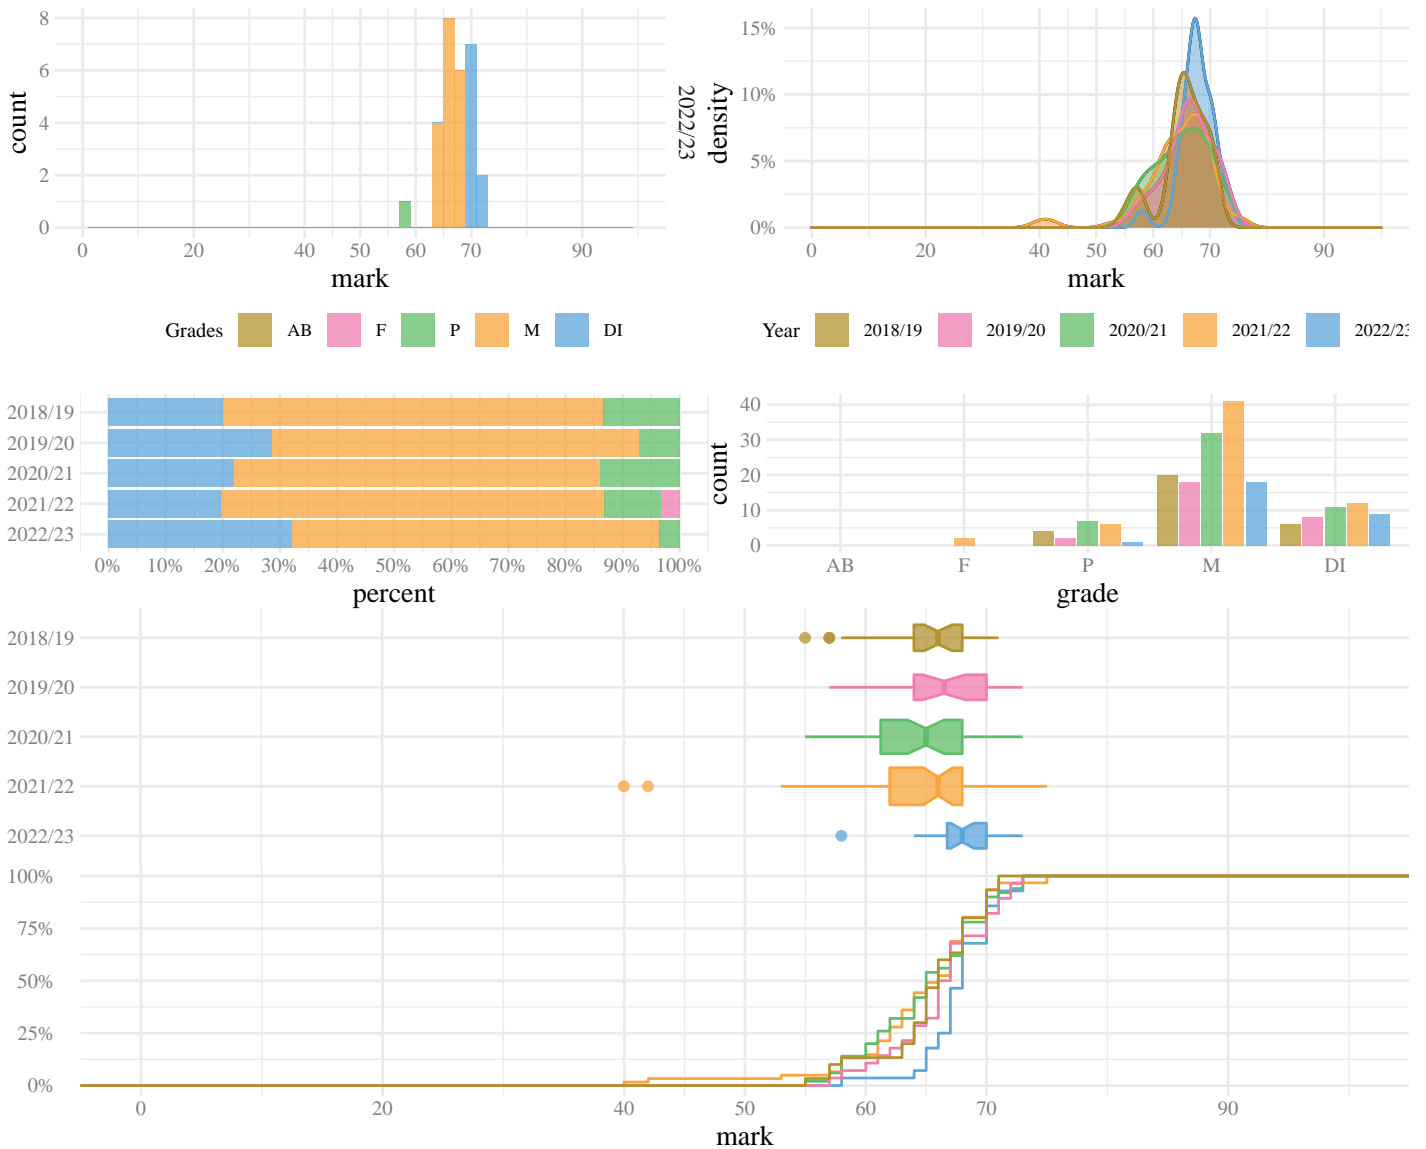 8
6
4
2
0
count
0 20 40 50 60 70 90
mark
2022/23
Grades AB F P M DI
15%
10%
5%
0%
density
0 20 40 50 60 70 90
mark
Year 2018/19 2019/20 2020/21 2021/22 2022/23
2018/19
2019/20
2020/21
2021/22
2022/23
0% 10% 20% 30% 40% 50% 60% 70% 80% 90% 100%
percent
40
30
20
10
0
count
AB F P M DI
grade
2018/19
2019/20
2020/21
2021/22
2022/23
100%
75%
50%
25%
0%
0 20 40 50 60 70 90
mark